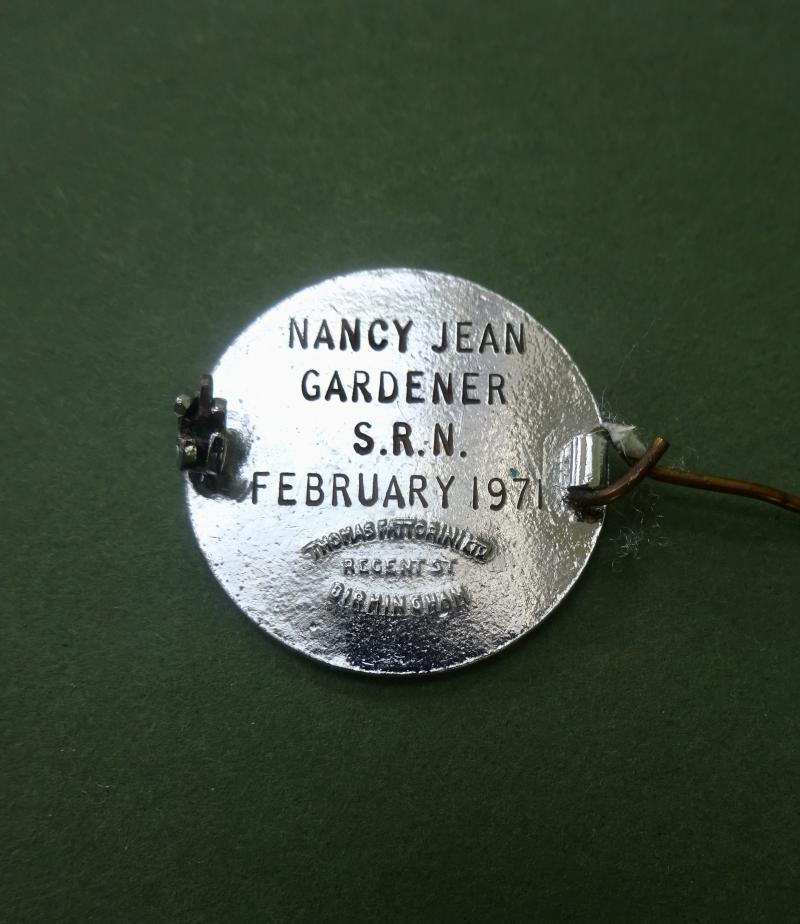 NANCY JEAN
GARDENER
S.R.N.
FEBRUARY 1971
THOMAS FATTORINI LTD
REGENT ST
BIRMINGHAM